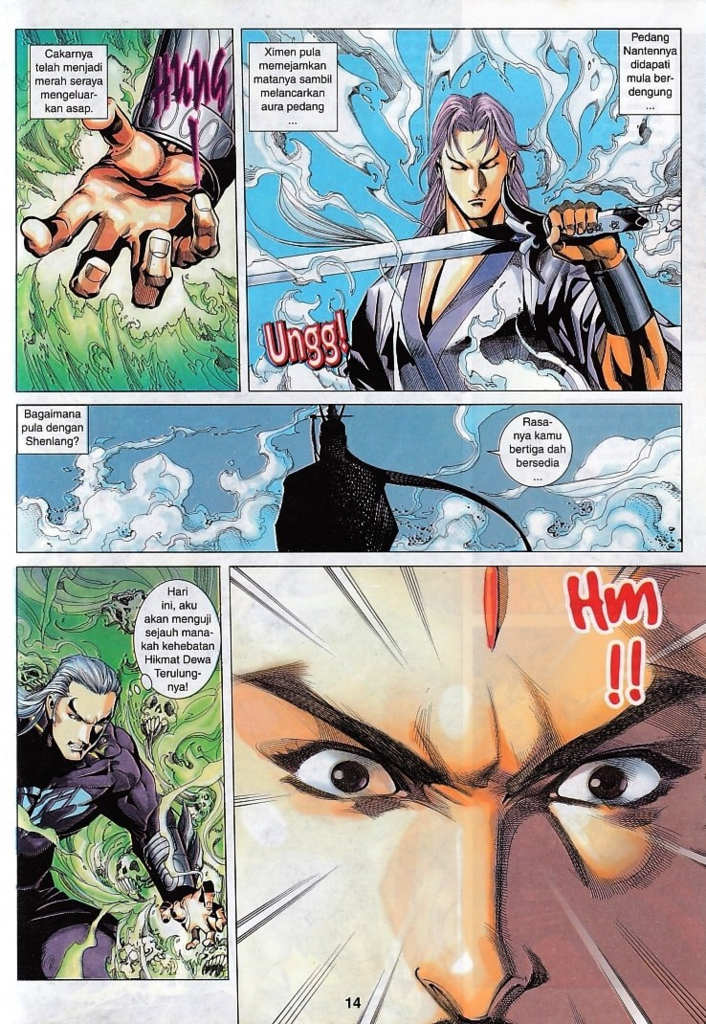 Cakarnya
telah menjadi
merah seraya
mengeluar-
kan asap.
HUNG
!
Ximen pula
memejamkan
matanya sambil
melancarkan
aura pedang
...
Pedang
Nantennya
didapati
mula ber-
dengung
...
Ungg!
Bagaimana
pula dengan
Shenlang?
Rasa-
nya kamu
bertiga dah
bersedia
...
Hari
ini, aku
akan menguji
sejauh mana-
kah kehebatan
Hikmat Dewa
Terulung-
nya!
Hm
!!
14